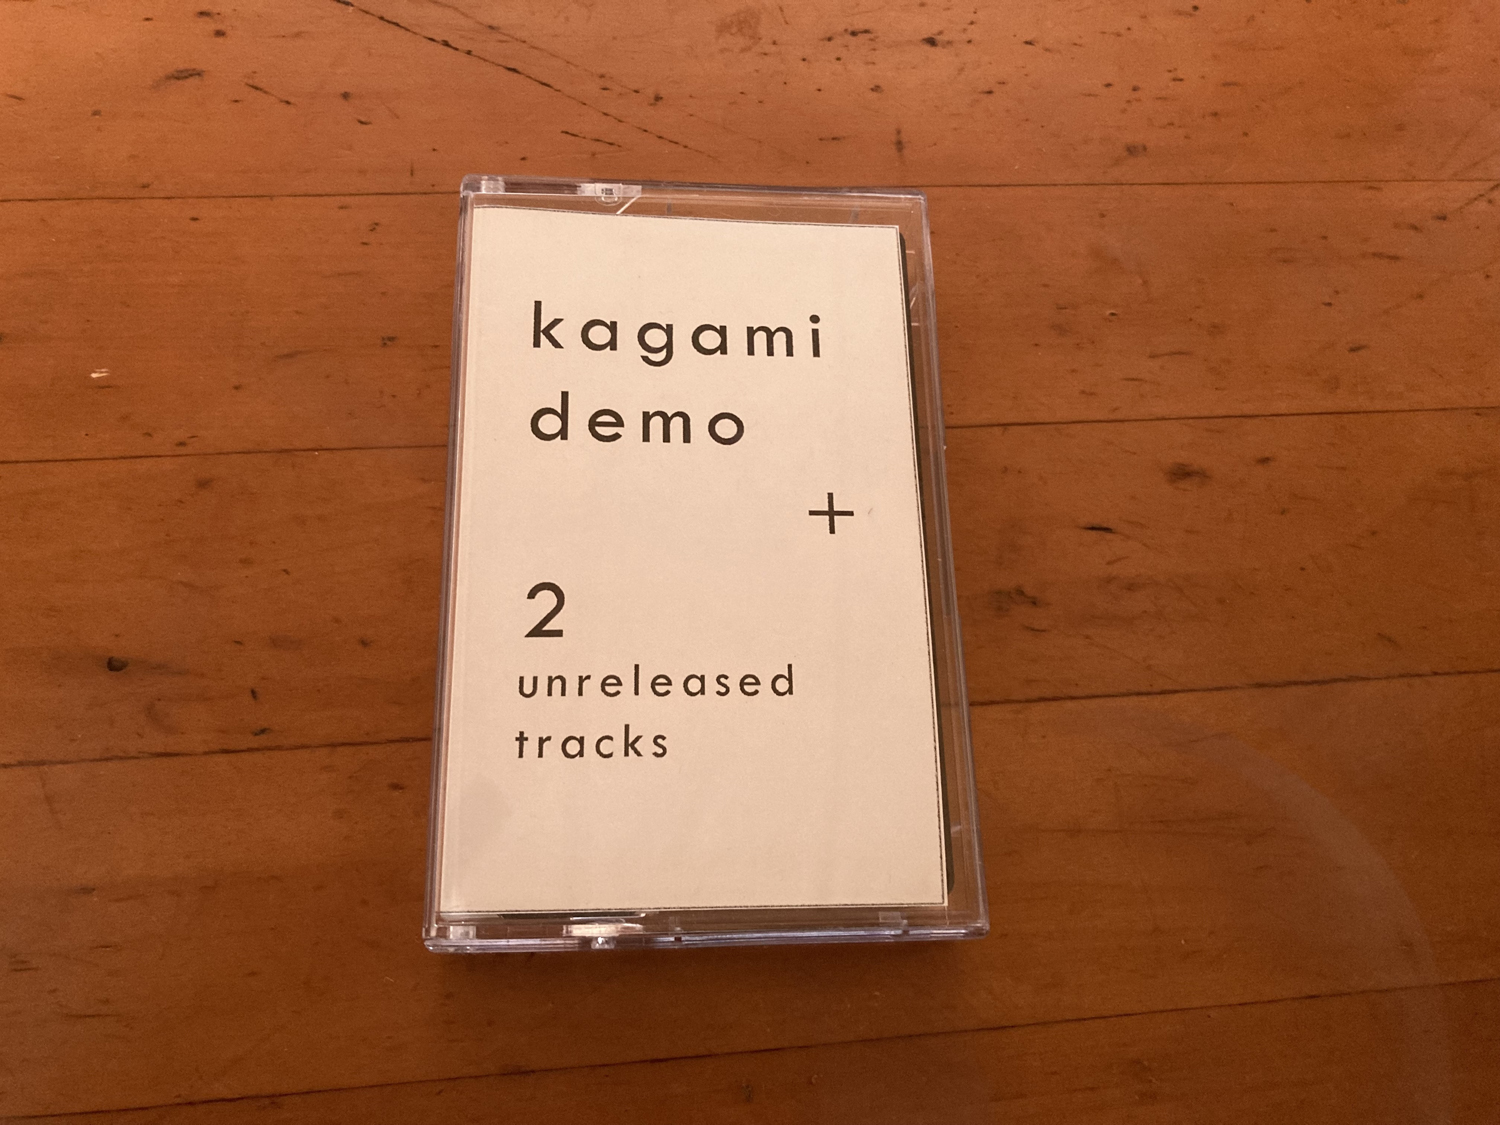 kagami
demo
+
2
unreleased
tracks